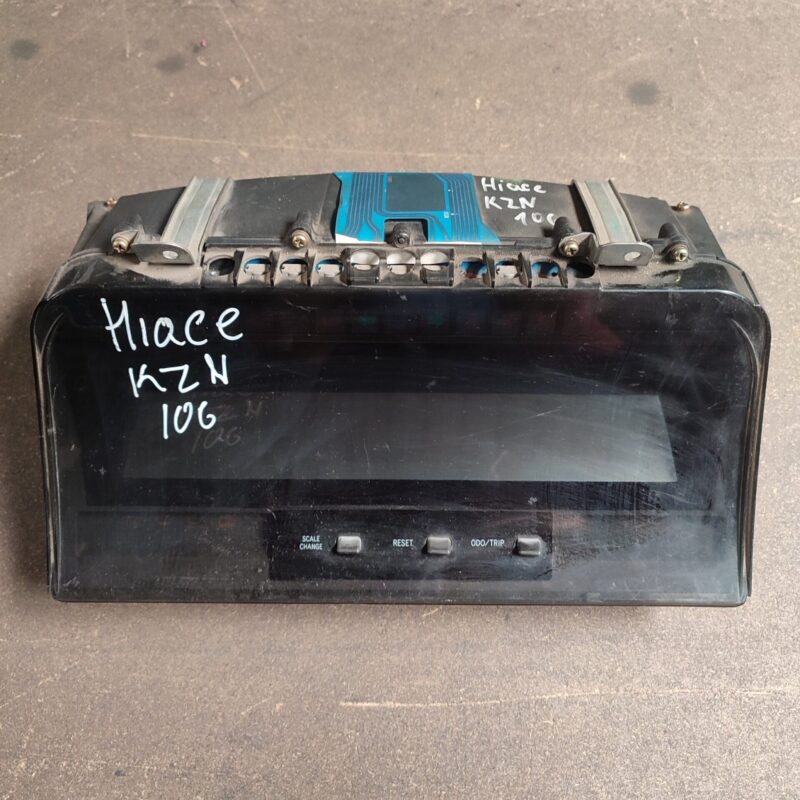 Hiace
KZN
106
Hiace
KZN
106
SCALE
CHANGE
RESET
ODO/TRIP